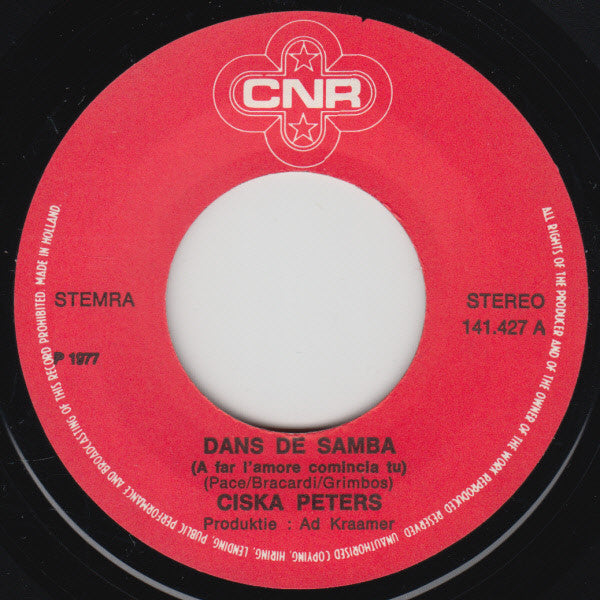 CNR
STEMRA
STEREO
141.427 A
P 1977
DANS DE SAMBA
(A far l'amore comincia tu)
(Pace/Bracardi/Grimbos)
CISKA PETERS
Produktie : Ad Kraamer
ALL RIGHTS OF THE PRODUCER AND OF THE OWNER OF THE WORK REPRODUCED RESERVED. UNAUTHORISED COPYING, HIRING, LENDING, PUBLIC PERFORMANCE AND BROADCASTING OF THIS RECORD PROHIBITED. MADE IN HOLLAND.